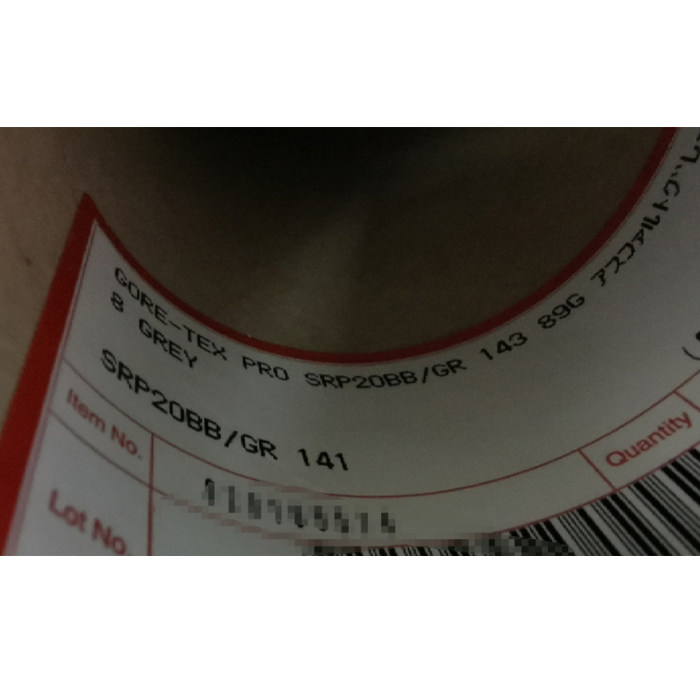 GORE-TEX PRO SRP20BB/GR 143 89G アスファルトグレ
8 GREY
SRP20BB/GR 141
Item No.
Quantity
Lot No.